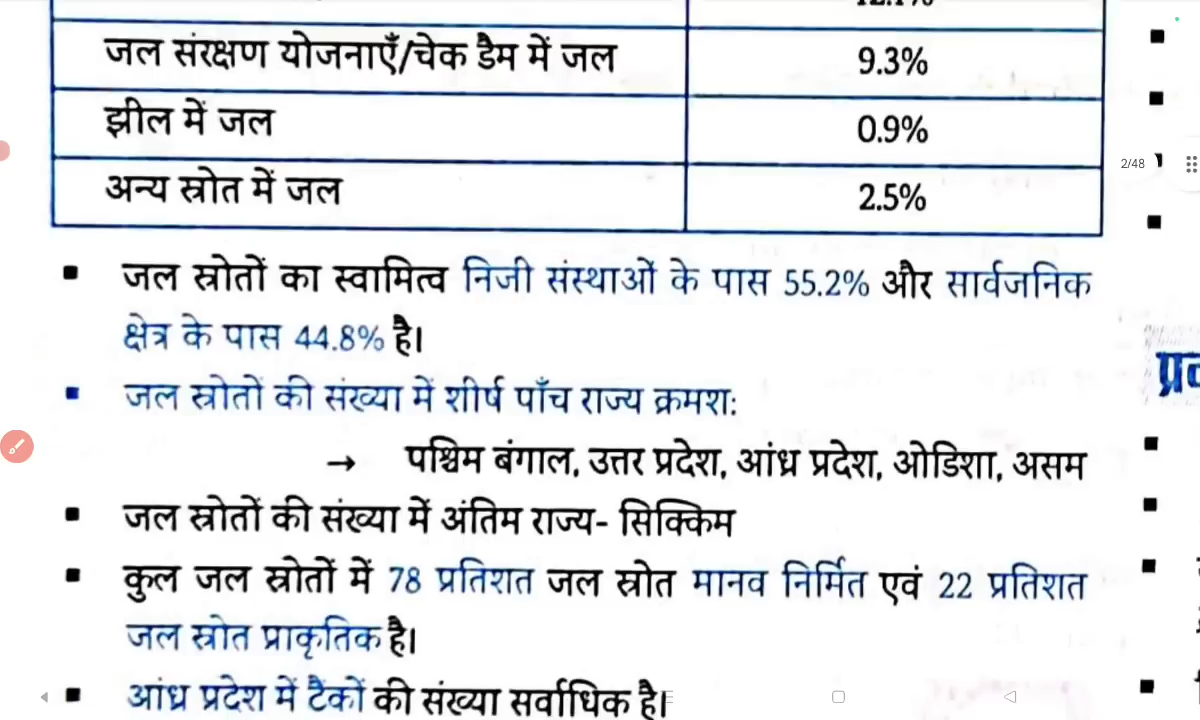 12.1%
जल संरक्षण योजनाएँ/चेक डैम में जल 9.3%
झील में जल 0.9%
अन्य स्रोत में जल 2.5%
2/48
▪ जल स्रोतों का स्वामित्व निजी संस्थाओं के पास 55.2% और सार्वजनिक
क्षेत्र के पास 44.8% है।
▪ जल स्रोतों की संख्या में शीर्ष पाँच राज्य क्रमश:
→ पश्चिम बंगाल, उत्तर प्रदेश, आंध्र प्रदेश, ओडिशा, असम
▪ जल स्रोतों की संख्या में अंतिम राज्य- सिक्किम
▪ कुल जल स्रोतों में 78 प्रतिशत जल स्रोत मानव निर्मित एवं 22 प्रतिशत
जल स्रोत प्राकृतिक है।
▪ आंध्र प्रदेश में टैंकों की संख्या सर्वाधिक है।